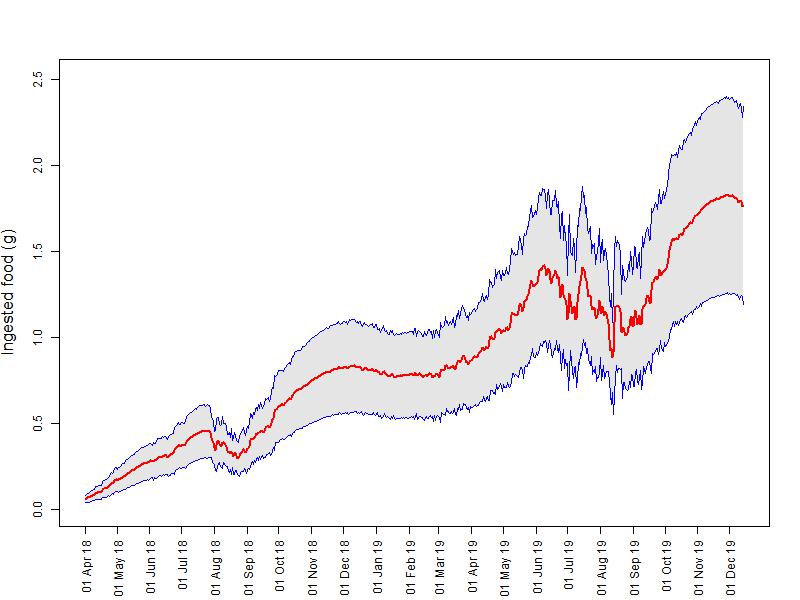 Ingested food (g)
2.5
2.0
1.5
1.0
0.5
0.0
01 Apr 18
01 May 18
01 Jun 18
01 Jul 18
01 Aug 18
01 Sep 18
01 Oct 18
01 Nov 18
01 Dec 18
01 Jan 19
01 Feb 19
01 Mar 19
01 Apr 19
01 May 19
01 Jun 19
01 Jul 19
01 Aug 19
01 Sep 19
01 Oct 19
01 Nov 19
01 Dec 19